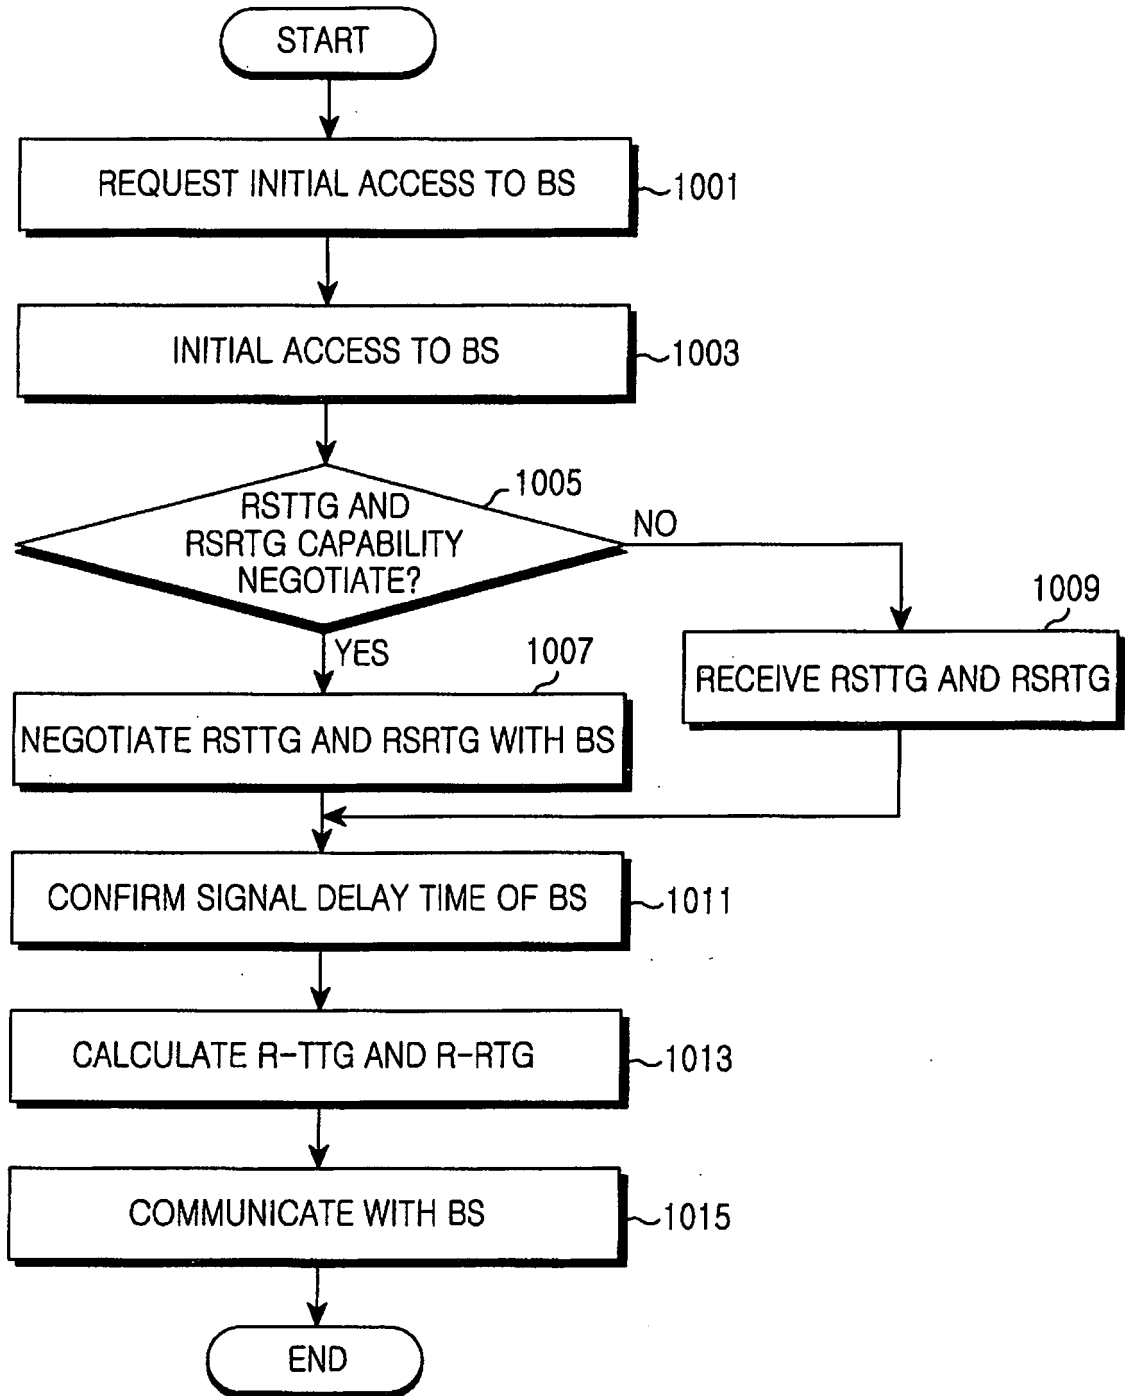 START
REQUEST INITIAL ACCESS TO BS
1001
INITIAL ACCESS TO BS
1003
RSTTG AND
RSRTG CAPABILITY
NEGOTIATE?
1005
NO
YES
1007
1009
NEGOTIATE RSTTG AND RSRTG WITH BS
RECEIVE RSTTG AND RSRTG
CONFIRM SIGNAL DELAY TIME OF BS
1011
CALCULATE R-TTG AND R-RTG
1013
COMMUNICATE WITH BS
1015
END